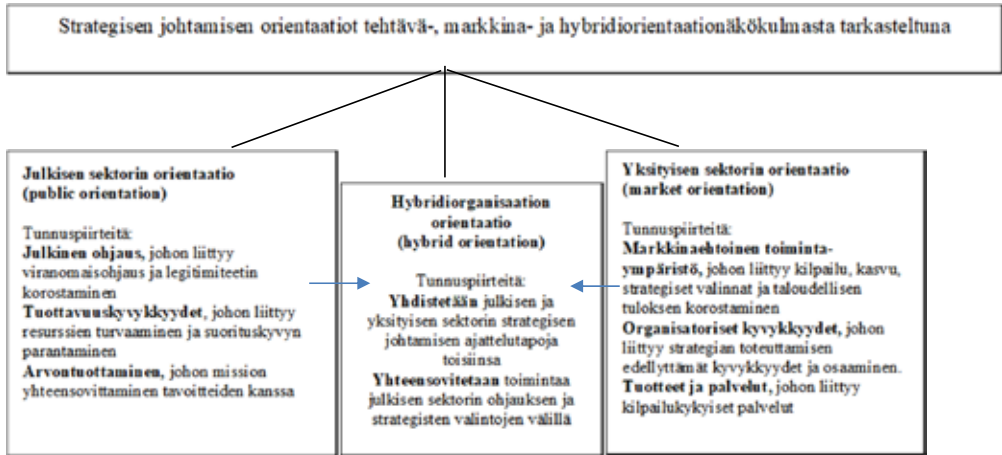 Strategisen johtamisen orientaatiot tehtävä-, markkina- ja hybridiorientaationäkökulmasta tarkasteltuna
Julkisen sektorin orientaatio
(public orientation)
Tunnuspiirteitä:
Julkinen ohjaus, johon liittyy
viranomaisohjaus ja legitimiteetin
korostaminen
Tuottavuuskyvykkyydet, johon liittyy
resurssien turvaaminen ja suorituskyvyn
parantaminen
Arvontuottaminen, johon mission
yhteensovittaminen tavoitteiden kanssa
Hybridiorganisaation
orientaatio
(hybrid orientation)
Tunnuspiirteitä:
Yhdistetään julkisen ja
yksityisen sektorin strategisen
johtamisen ajattelutapoja
toisiinsa
Yhteensovitetaan toimintaa
julkisen sektorin ohjauksen ja
strategisten valintojen välillä
Yksityisen sektorin orientaatio
(market orientation)
Tunnuspiirteitä:
Markkinaehtoinen toiminta-
ympäristö, johon liittyy kilpailu, kasvu,
strategiset valinnat ja taloudellisen
tuloksen korostaminen
Organisatoriset kyvykkyydet, johon
liittyy strategian toteuttamisen
edellyttämät kyvykkyydet ja osaaminen.
Tuotteet ja palvelut, johon liittyy
kilpailukykyiset palvelut